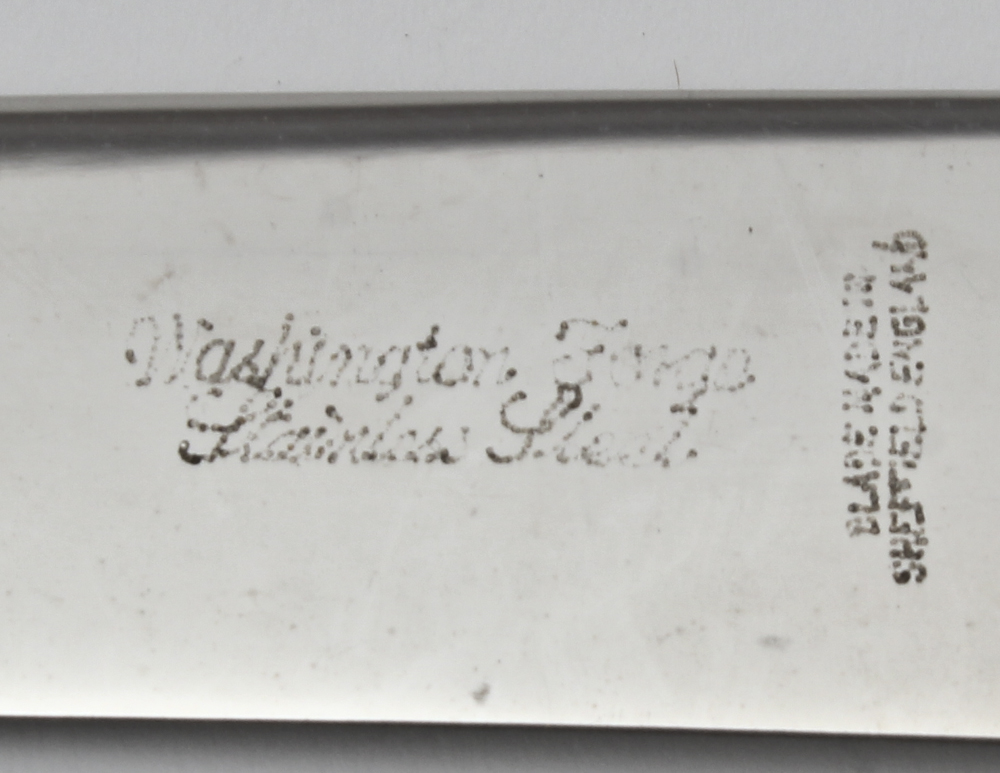 Washington Forge
Stainless Steel
BLADE MADE IN
SHEFFIELD ENGLAND